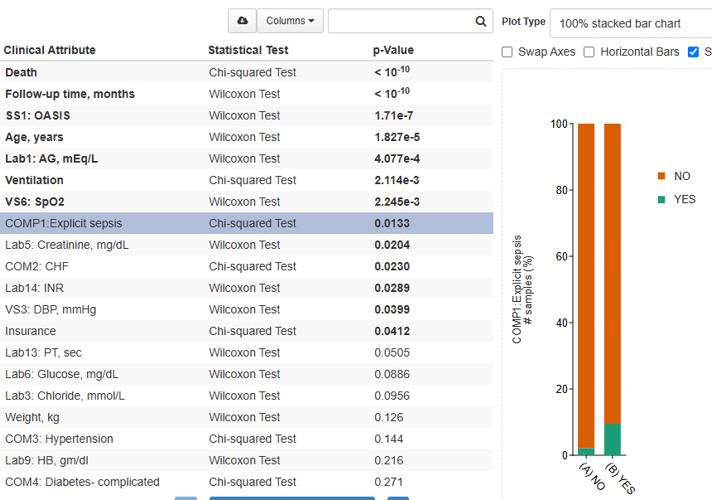 Columns
Plot Type 100% stacked bar chart
Swap Axes Horizontal Bars S
Clinical Attribute Statistical Test p-Value
Death Chi-squared Test < 10-10
Follow-up time, months Wilcoxon Test < 10-10
SS1: OASIS Wilcoxon Test 1.71e-7
Age, years Wilcoxon Test 1.827e-5
Lab1: AG, mEq/L Wilcoxon Test 4.077e-4
Ventilation Chi-squared Test 2.114e-3
VS6: SpO2 Wilcoxon Test 2.245e-3
COMP1:Explicit sepsis Chi-squared Test 0.0133
Lab5: Creatinine, mg/dL Wilcoxon Test 0.0204
COM2: CHF Chi-squared Test 0.0230
Lab14: INR Wilcoxon Test 0.0289
VS3: DBP, mmHg Wilcoxon Test 0.0399
Insurance Chi-squared Test 0.0412
Lab13: PT, sec Wilcoxon Test 0.0505
Lab6: Glucose, mg/dL Wilcoxon Test 0.0886
Lab3: Chloride, mmol/L Wilcoxon Test 0.0956
Weight, kg Wilcoxon Test 0.126
COM3: Hypertension Chi-squared Test 0.144
Lab9: HB, gm/dl Wilcoxon Test 0.216
COM4: Diabetes- complicated Chi-squared Test 0.271
100
80
60
40
20
0
COMP1:Explicit sepsis
# samples (%)
(A) NO
(B) YES
NO
YES